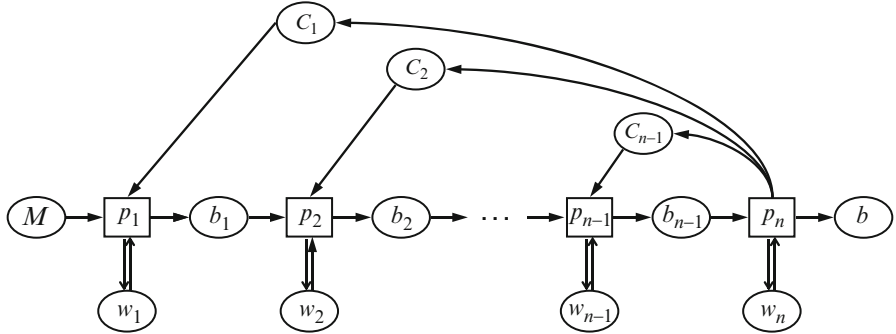 C₁
C₂
Cₙ₋₁
M p₁ b₁ p₂ b₂ ... pₙ₋₁ bₙ₋₁ pₙ b
w₁ w₂ wₙ₋₁ wₙ